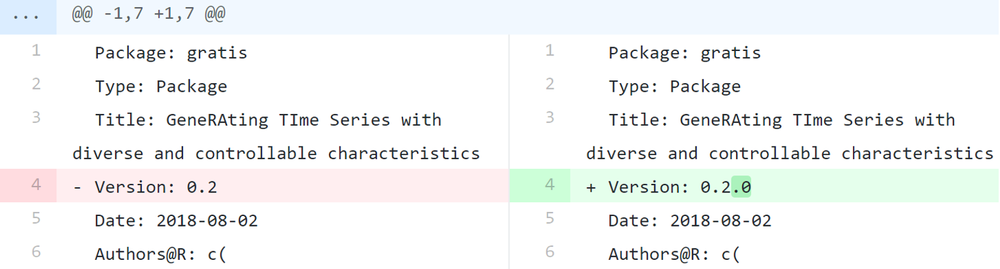 ... @@ -1,7 +1,7 @@
1 Package: gratis
2 Type: Package
3 Title: GeneRAting TIme Series with
diverse and controllable characteristics
4 - Version: 0.2
5 Date: 2018-08-02
6 Authors@R: c(
1 Package: gratis
2 Type: Package
3 Title: GeneRAting TIme Series with
diverse and controllable characteristics
4 + Version: 0.2.0
5 Date: 2018-08-02
6 Authors@R: c(